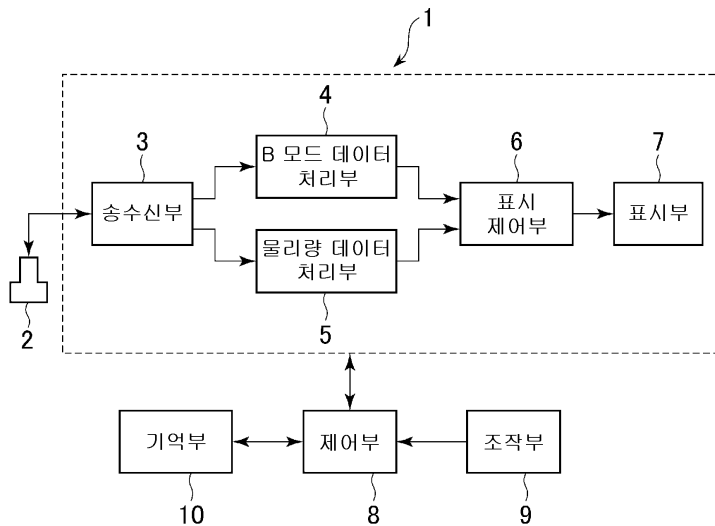 1
4
B 모드 데이터
처리부
3
송수신부
6
표시
제어부
7
표시부
물리량 데이터
처리부
5
2
기억부
10
제어부
8
조작부
9